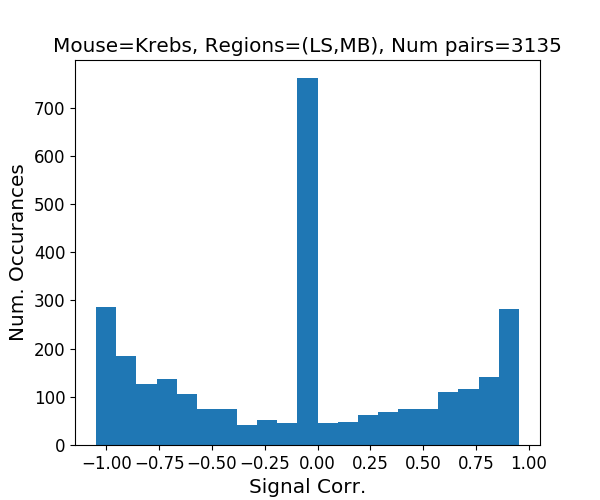 Mouse=Krebs, Regions=(LS,MB), Num pairs=3135
700
600
500
400
300
200
100
0
Num. Occurances
−1.00 −0.75 −0.50 −0.25 0.00 0.25 0.50 0.75 1.00
Signal Corr.